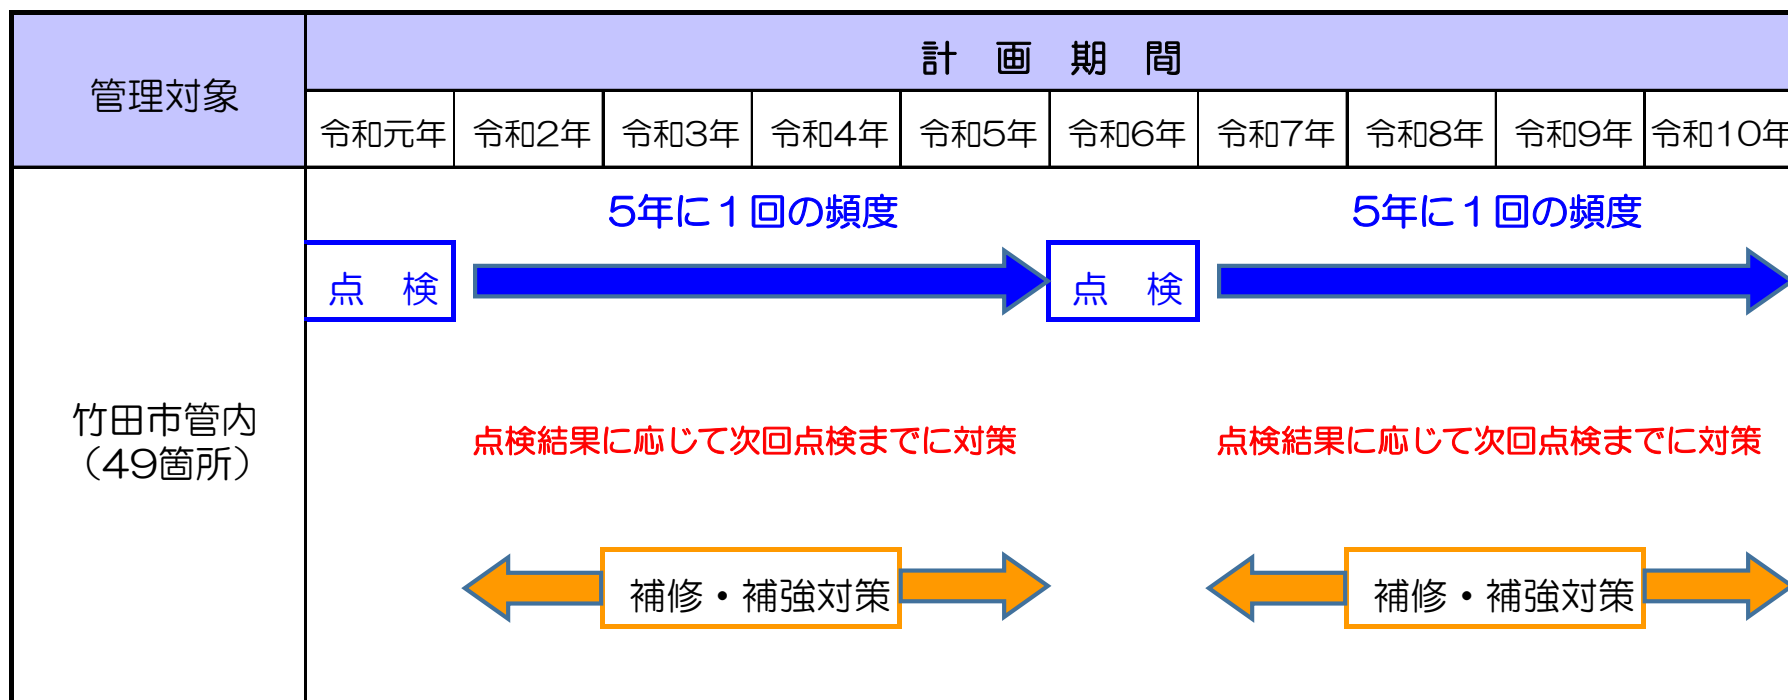 管理対象
計　画　期　間
令和元年 令和2年 令和3年 令和4年 令和5年 令和6年 令和7年 令和8年 令和9年 令和10年
5年に１回の頻度 5年に１回の頻度
点　検 点　検
竹田市管内
（49箇所）
点検結果に応じて次回点検までに対策 点検結果に応じて次回点検までに対策
補修・補強対策 補修・補強対策